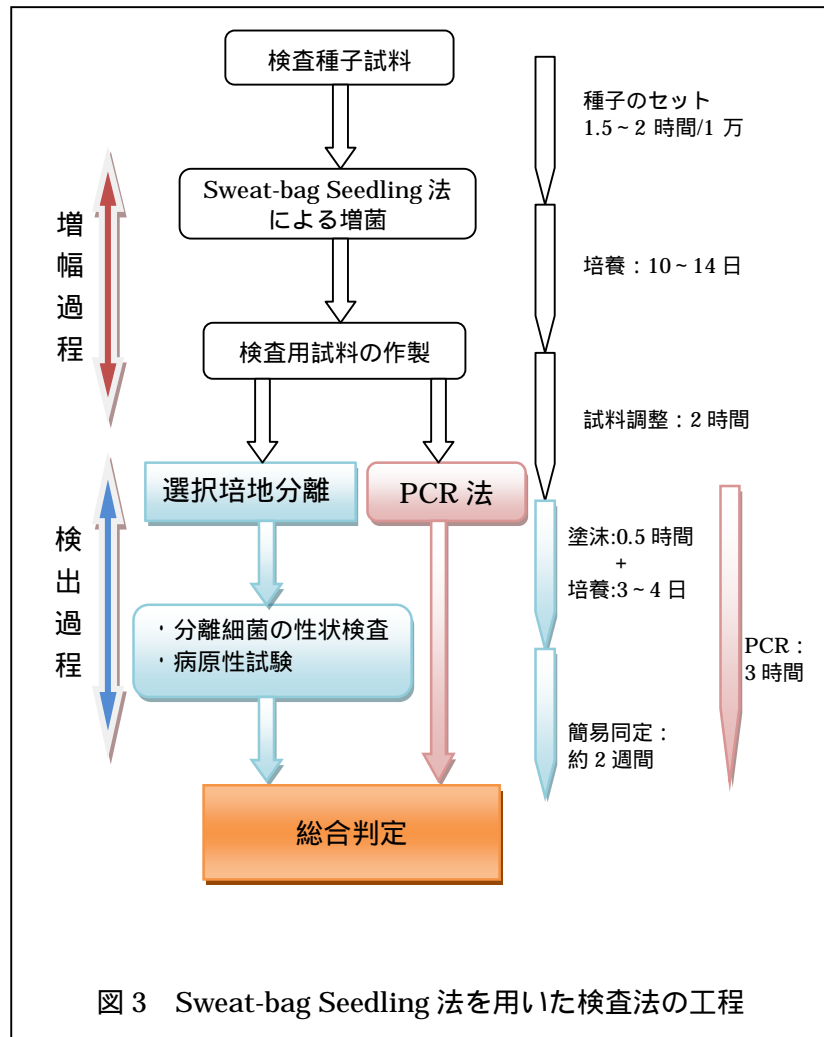 検査種子試料
種子のセット
1.5~2 時間/1 万
Sweat-bag Seedling 法
による増菌
増幅過程
培養：10~14 日
検査用試料の作製
試料調整：2 時間
選択培地分離
PCR 法
塗沫:0.5 時間
+
培養:3~4 日
検出過程
・分離細菌の性状検査
・病原性試験
PCR：
3 時間
簡易同定：
約 2 週間
総合判定
図 3 Sweat-bag Seedling 法を用いた検査法の工程